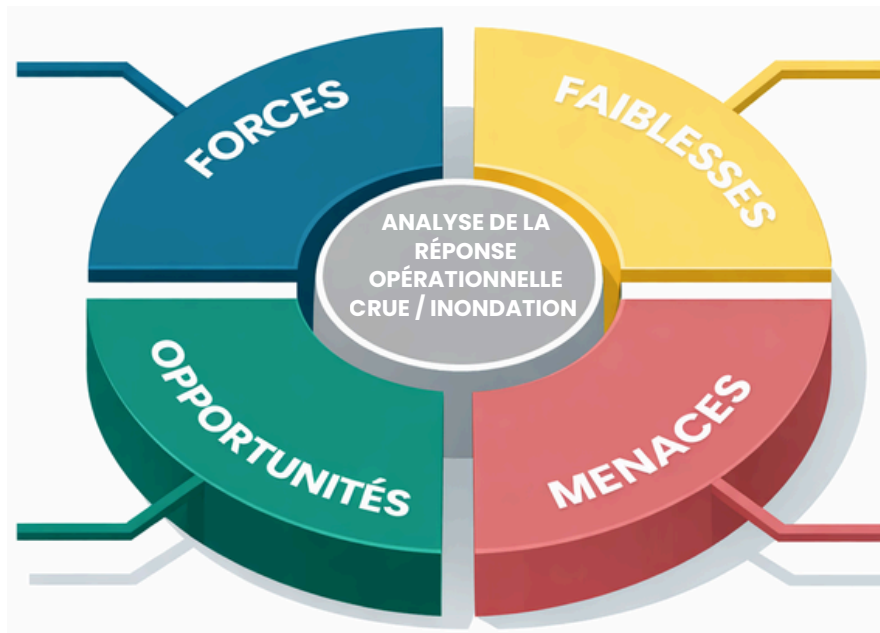 FORCES
FAIBLESSES
ANALYSE DE LA
RÉPONSE
OPÉRATIONNELLE
CRUE / INONDATION
OPPORTUNITÉS
MENACES